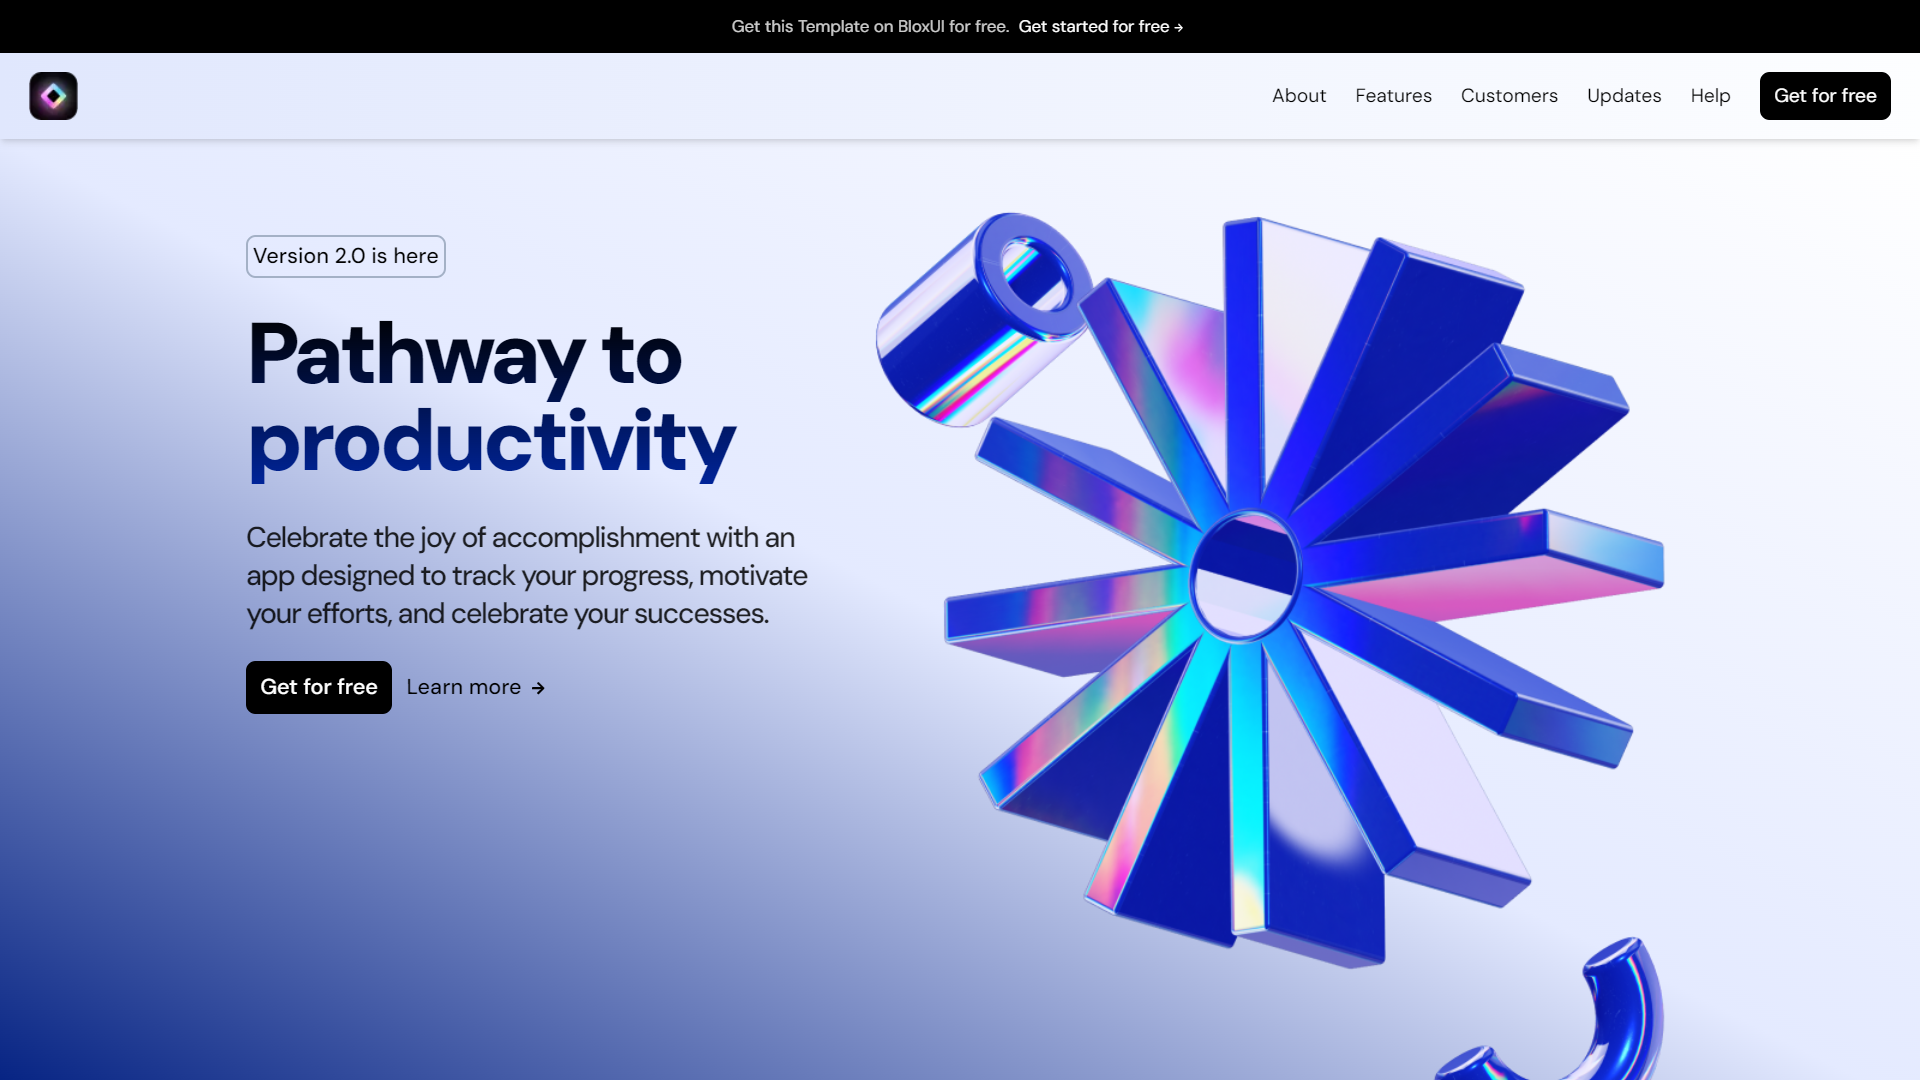 Get this Template on BloxUI for free. Get started for free →
About Features Customers Updates Help Get for free
Version 2.0 is here
Pathway to
productivity
Celebrate the joy of accomplishment with an
app designed to track your progress, motivate
your efforts, and celebrate your successes.
Get for free Learn more →